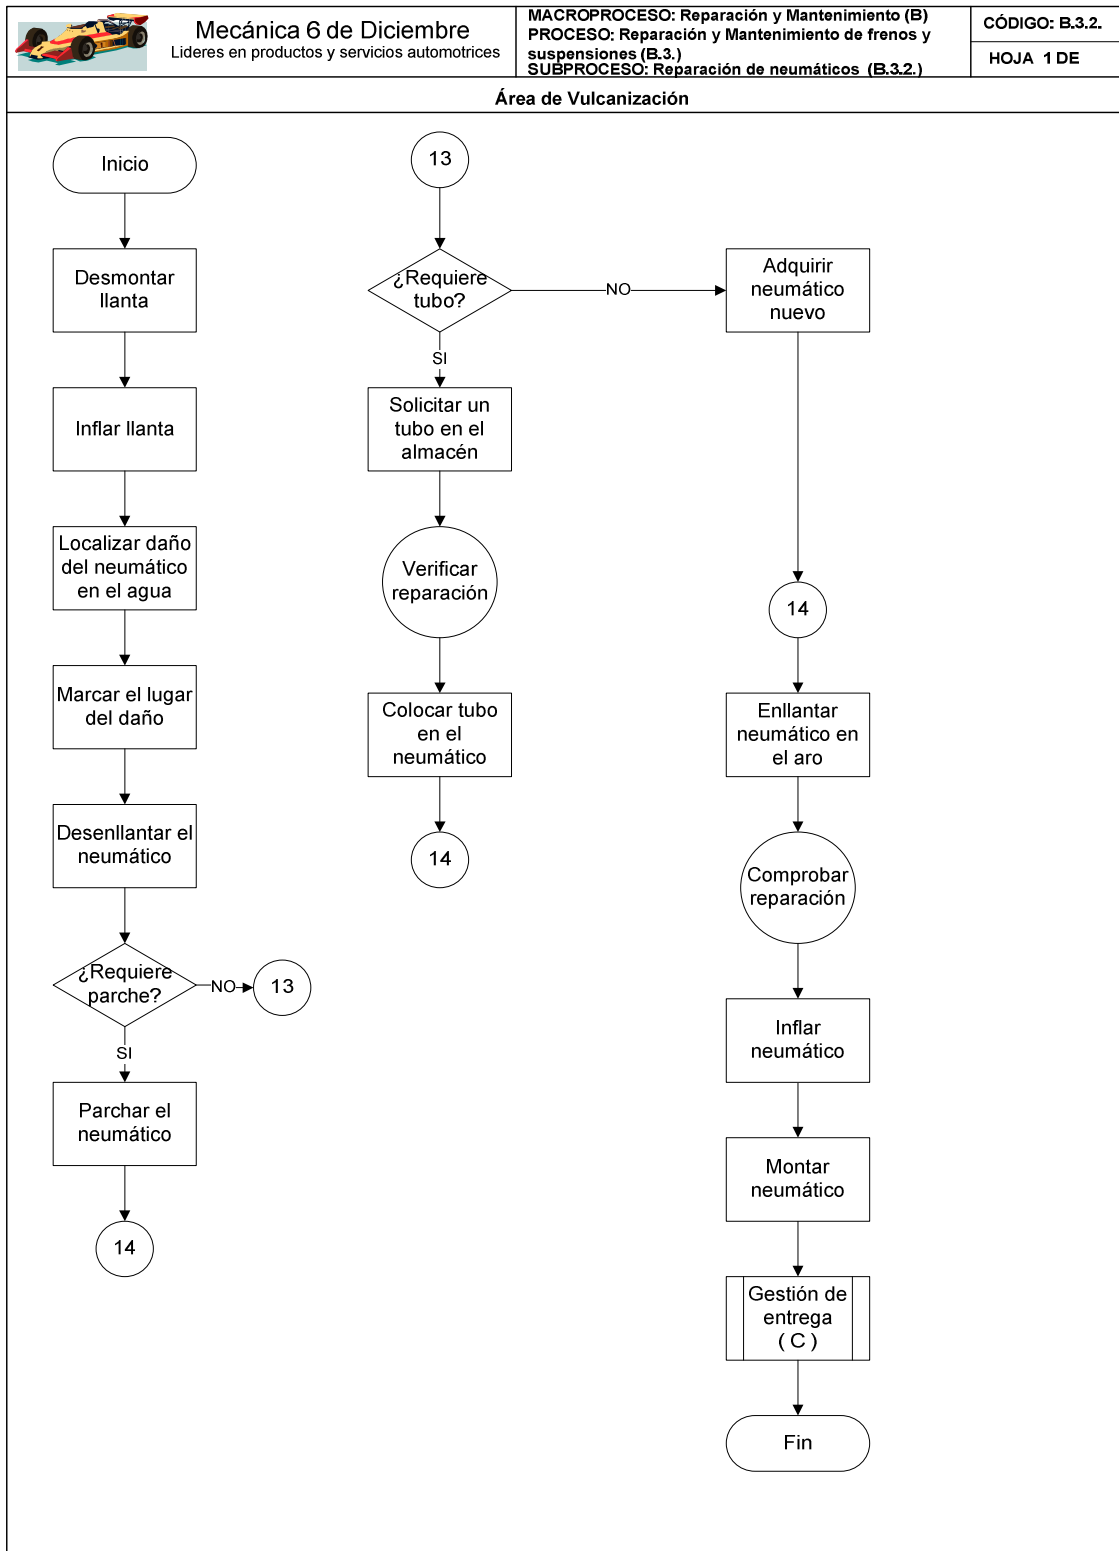 Mecánica 6 de Diciembre
Lideres en productos y servicios automotrices
MACROPROCESO: Reparación y Mantenimiento (B)
PROCESO: Reparación y Mantenimiento de frenos y
suspensiones (B.3.)
SUBPROCESO: Reparación de neumáticos (B.3.2.)
CÓDIGO: B.3.2.
HOJA 1 DE
Área de Vulcanización
Inicio
Desmontar
llanta
Inflar llanta
Localizar daño
del neumático
en el agua
Marcar el lugar
del daño
Desenllantar el
neumático
¿Requiere
parche?
NO
13
SI
Parchar el
neumático
14
13
¿Requiere
tubo?
NO
SI
Solicitar un
tubo en el
almacén
Verificar
reparación
Colocar tubo
en el
neumático
14
Adquirir
neumático
nuevo
14
Enllantar
neumático en
el aro
Comprobar
reparación
Inflar
neumático
Montar
neumático
Gestión de
entrega
( C )
Fin